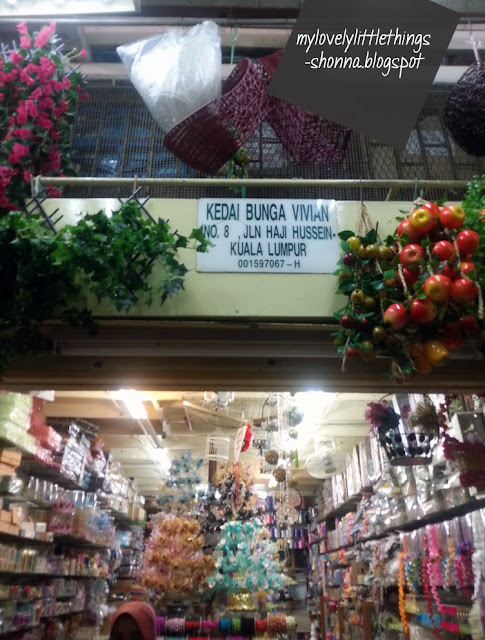 mylovelylittlethings
-shonna.blogspot
KEDAI BUNGA VIVIAN
NO. 8 , JLN HAJI HUSSEIN-
KUALA LUMPUR
001597067-H